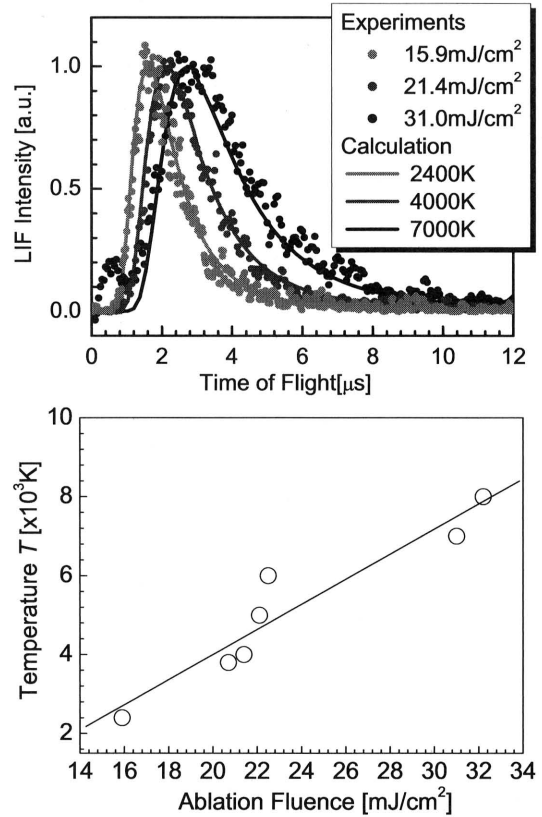 Experiments
15.9mJ/cm²
21.4mJ/cm²
31.0mJ/cm²
Calculation
2400K
4000K
7000K
LIF Intensity [a.u.]
1.0
0.5
0.0
0 2 4 6 8 10 12
Time of Flight[μs]
Temperature T [x10³K]
10
8
6
4
2
14 16 18 20 22 24 26 28 30 32 34
Ablation Fluence [mJ/cm²]